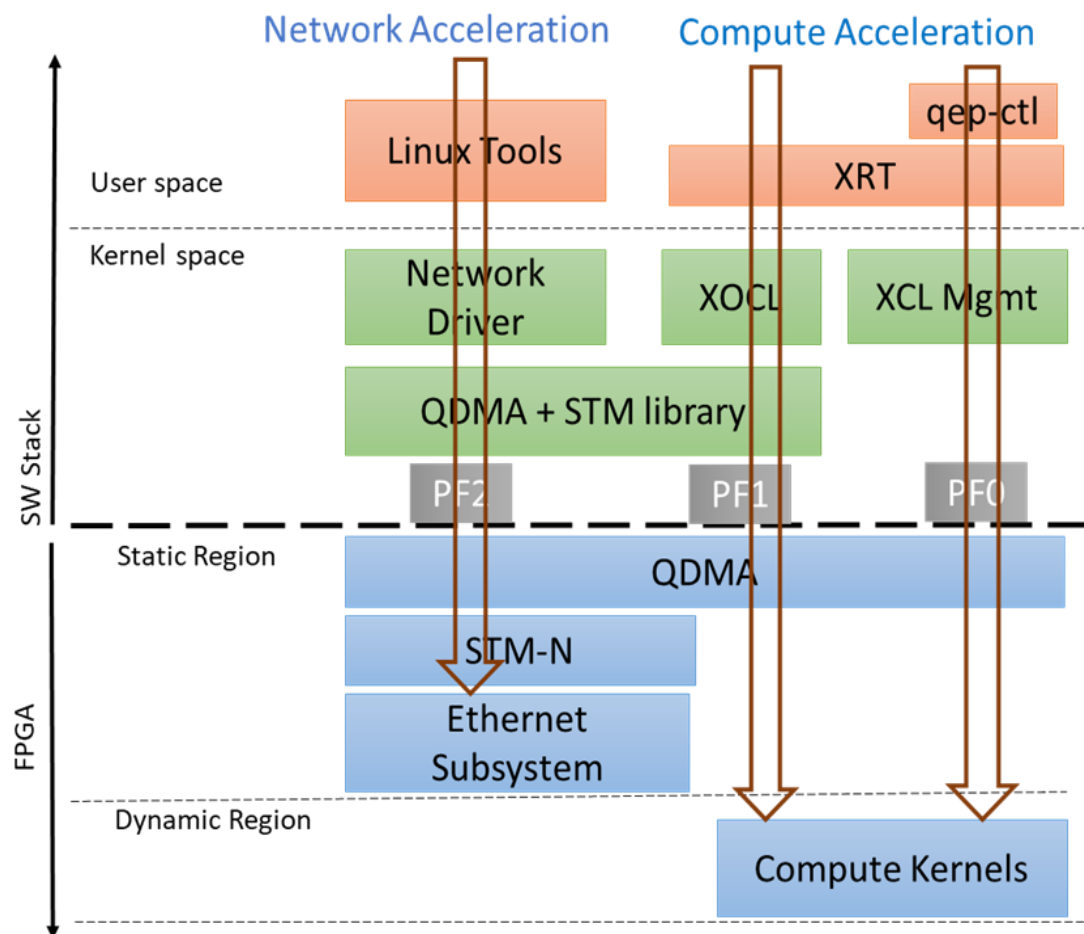 Network Acceleration
Compute Acceleration
qep-ctl
Linux Tools
XRT
User space
Kernel space
Network
Driver
XOCL
XCL Mgmt
QDMA + STM library
SW Stack
PF2
PF1
PF0
Static Region
QDMA
STM-N
Ethernet
Subsystem
FPGA
Dynamic Region
Compute Kernels